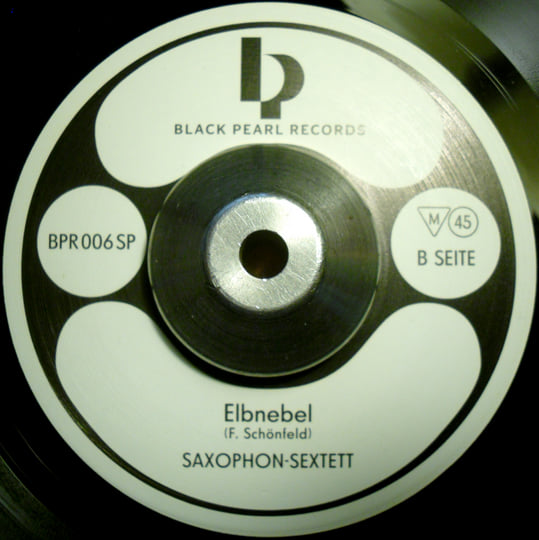 bp
BLACK PEARL RECORDS
BPR 006 SP
M 45
B SEITE
Elbnebel
(F. Schönfeld)
SAXOPHON-SEXTETT